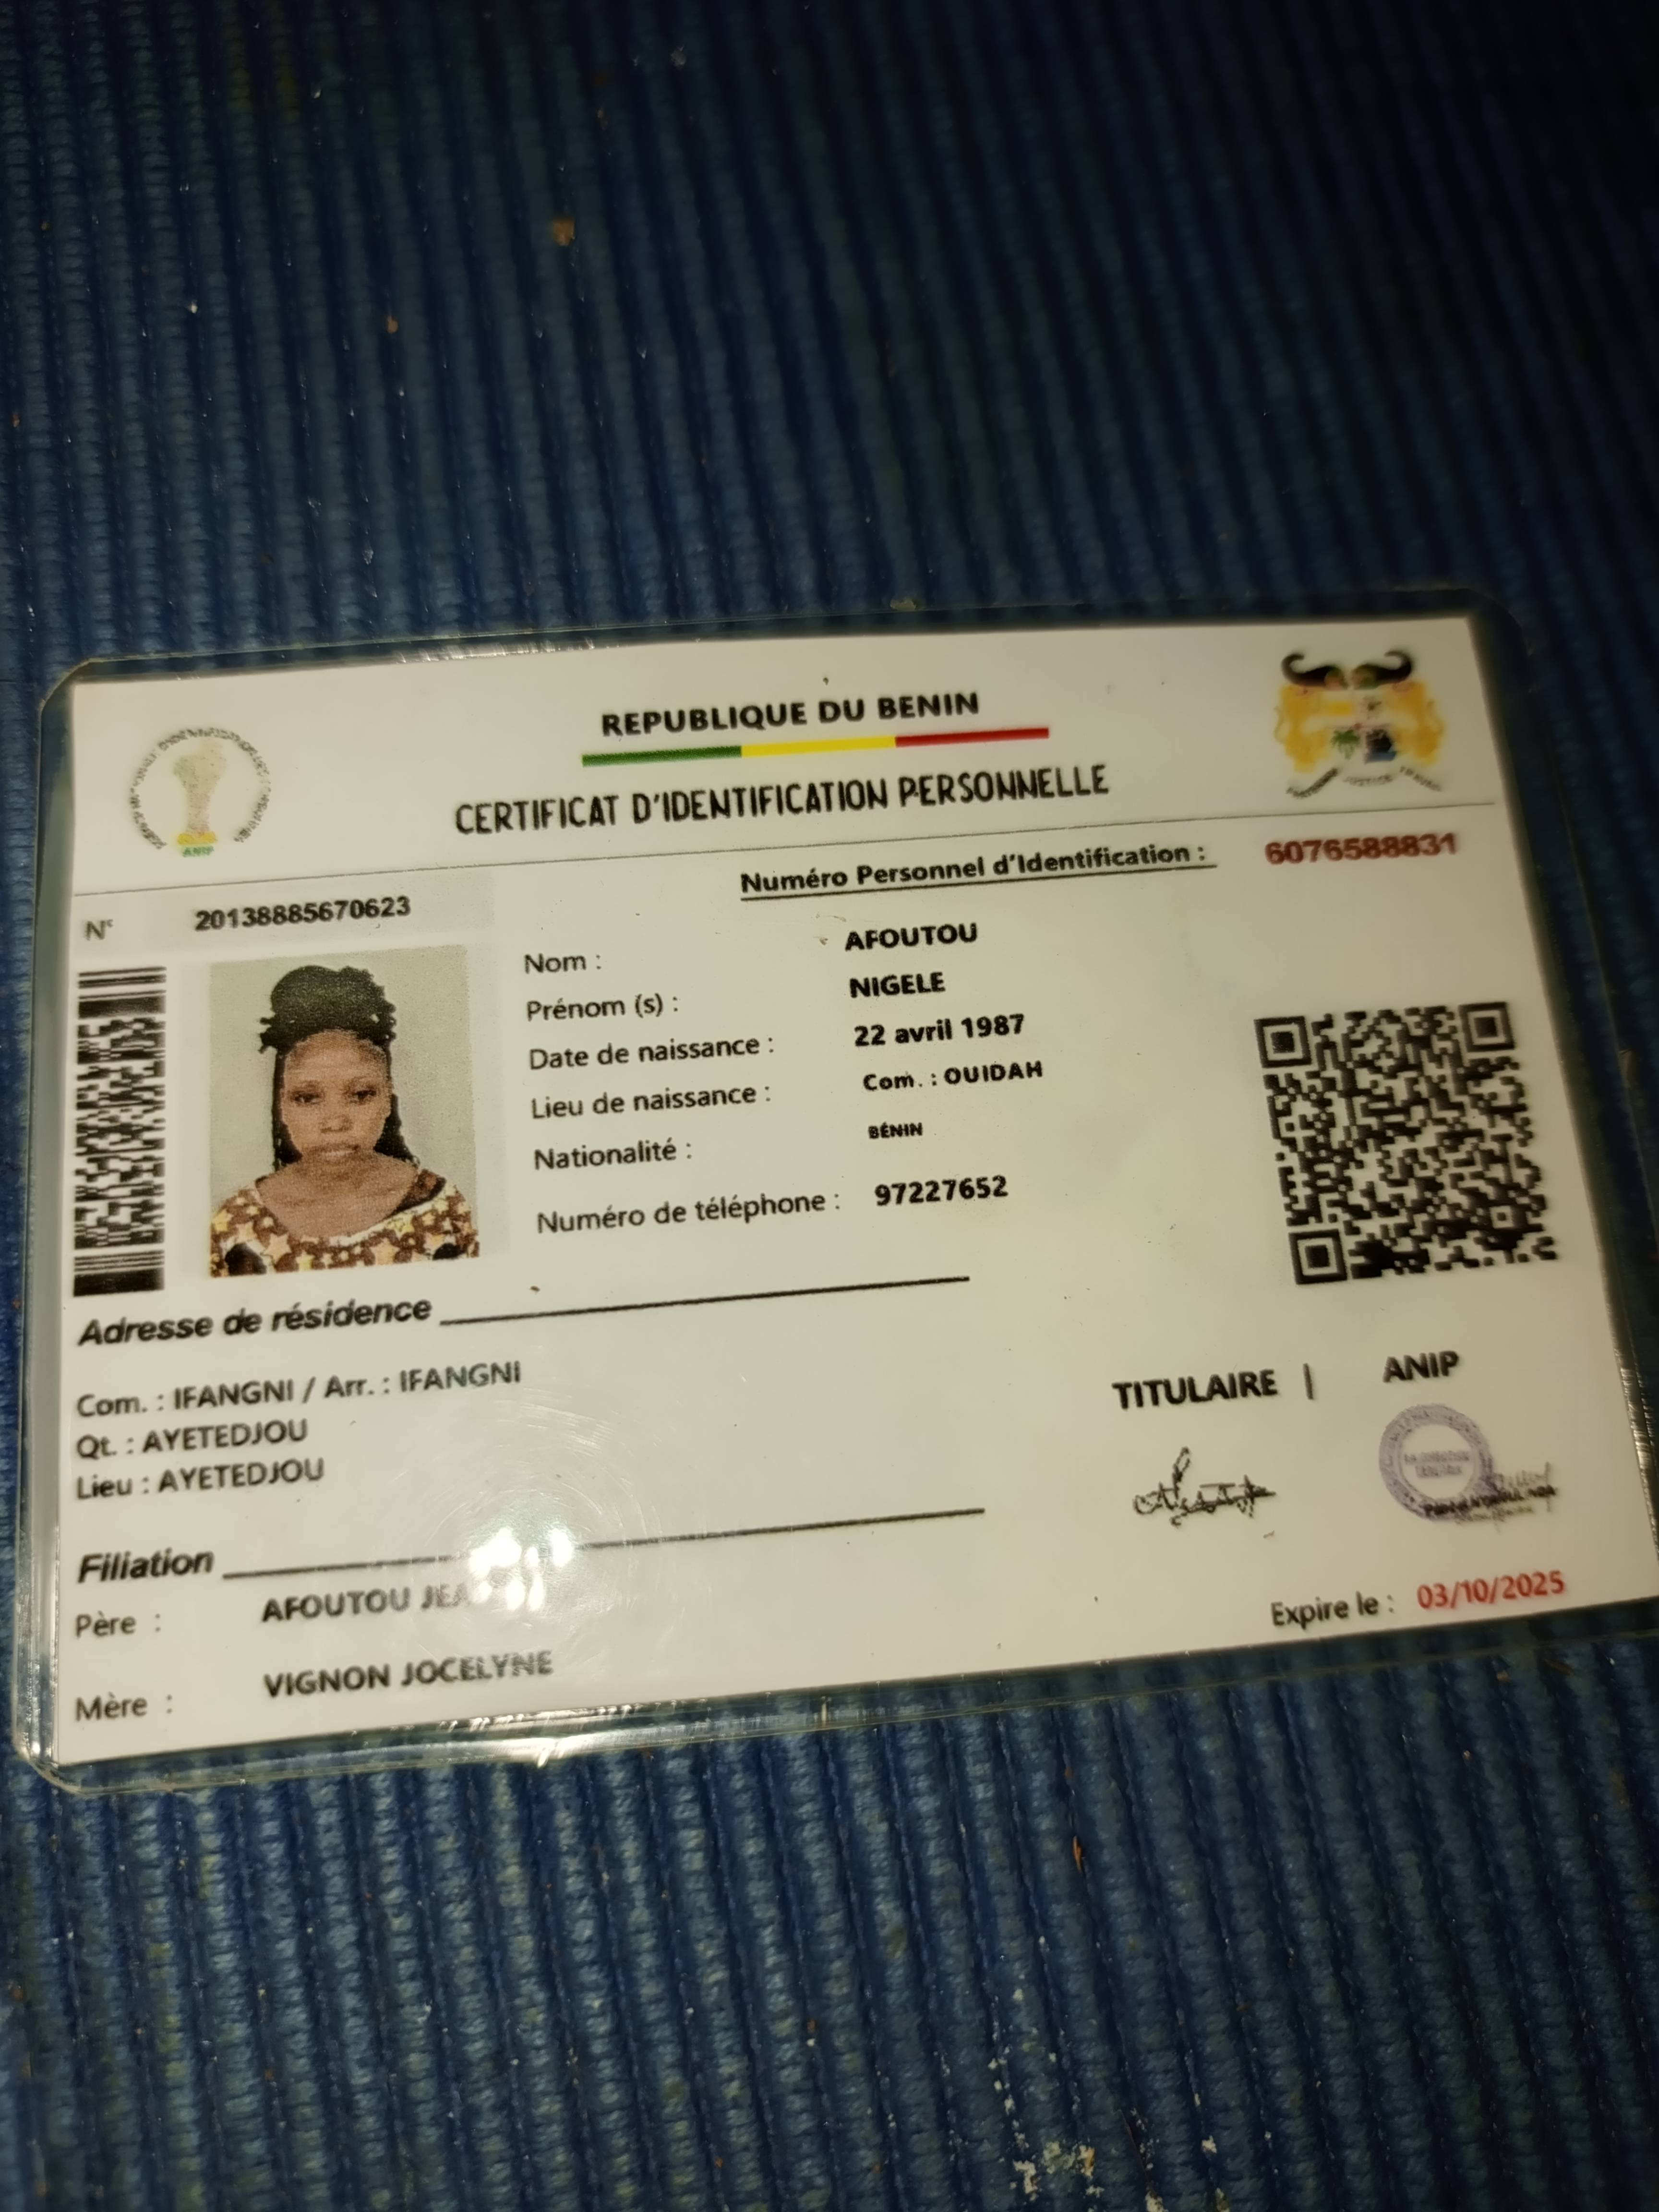 REPUBLIQUE DU BENIN
CERTIFICAT D'IDENTIFICATION PERSONNELLE
ANIP
Numéro Personnel d'Identification : 6076588831
N° 20138885670623
Nom : AFOUTOU
Prénom (s) : NIGELE
Date de naissance : 22 avril 1987
Lieu de naissance : Com. : OUIDAH
Nationalité : BÉNIN
Numéro de téléphone : 97227652
Adresse de résidence
Com. : IFANGNI / Arr. : IFANGNI
Qt. : AYETEDJOU
Lieu : AYETEDJOU
TITULAIRE | ANIP
Filiation
Père : AFOUTOU
Mère : VIGNON JOCELYNE
Expire le : 03/10/2025